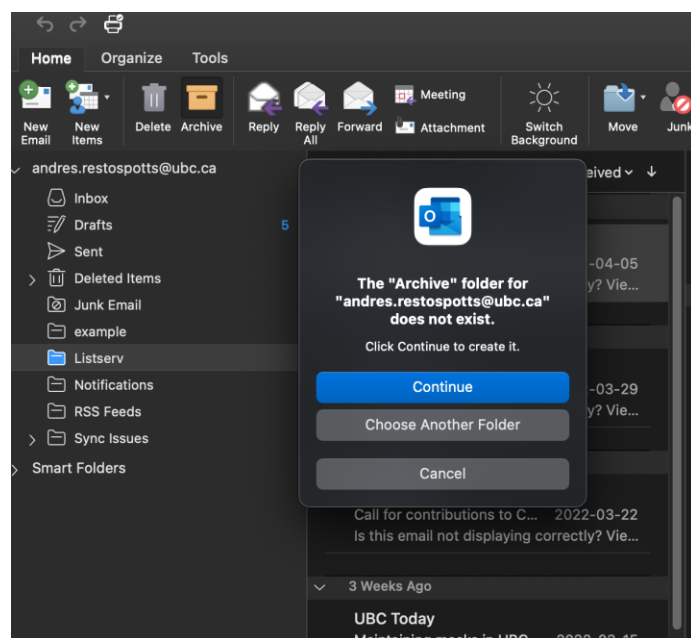 Home Organize Tools
New Email
New Items
Delete
Archive
Reply
Reply All
Forward
Meeting
Attachment
Switch Background
Move
Junk
andres.restospotts@ubc.ca
Inbox
Drafts 5
Sent
Deleted Items
Junk Email
example
Listserv
Notifications
RSS Feeds
Sync Issues
Smart Folders
The "Archive" folder for
"andres.restospotts@ubc.ca"
does not exist.
Click Continue to create it.
Continue
Choose Another Folder
Cancel
eived
-04-05
y? Vie...
-03-29
y? Vie...
Call for contributions to C... 2022-03-22
Is this email not displaying correctly? Vie...
3 Weeks Ago
UBC Today